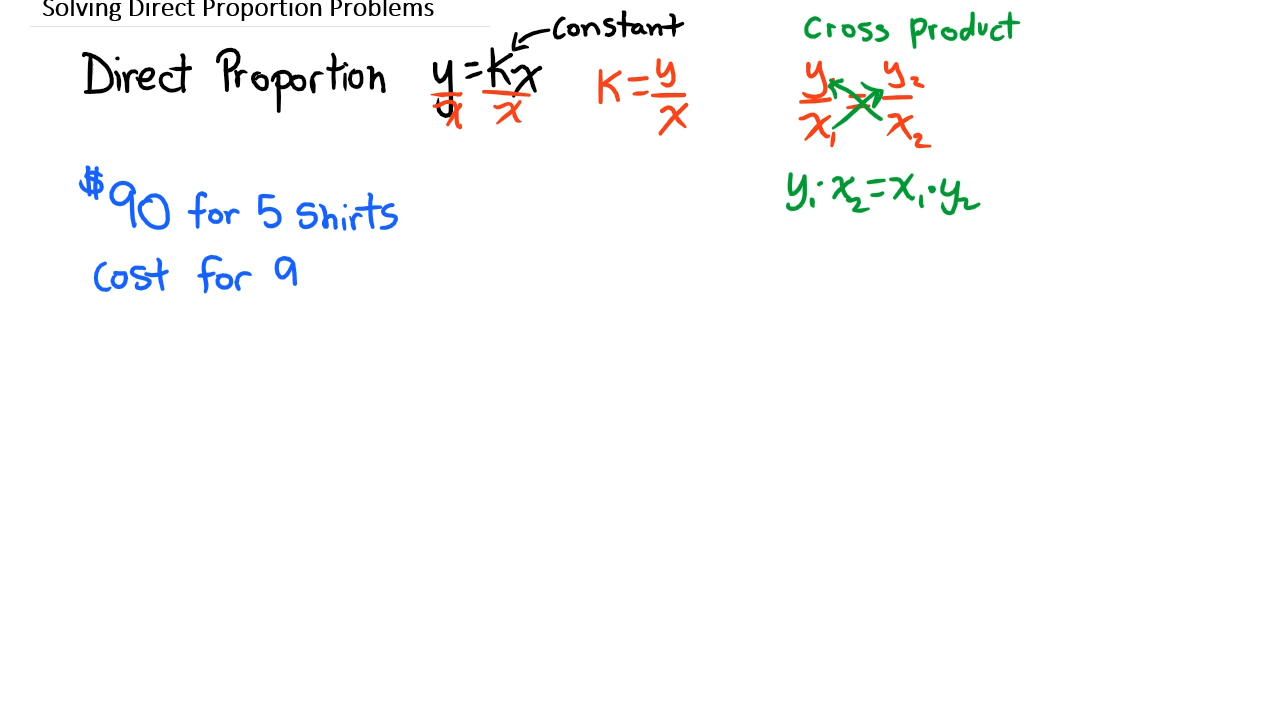 Solving Direct Proportion Problems
Direct Proportion y = Kx ← constant
y/x Kx/x
K = y/x
Cross Product
y₁/x₁ = y₂/x₂
y₁ · x₂ = x₁ · y₂
$90 for 5 shirts
cost for 9